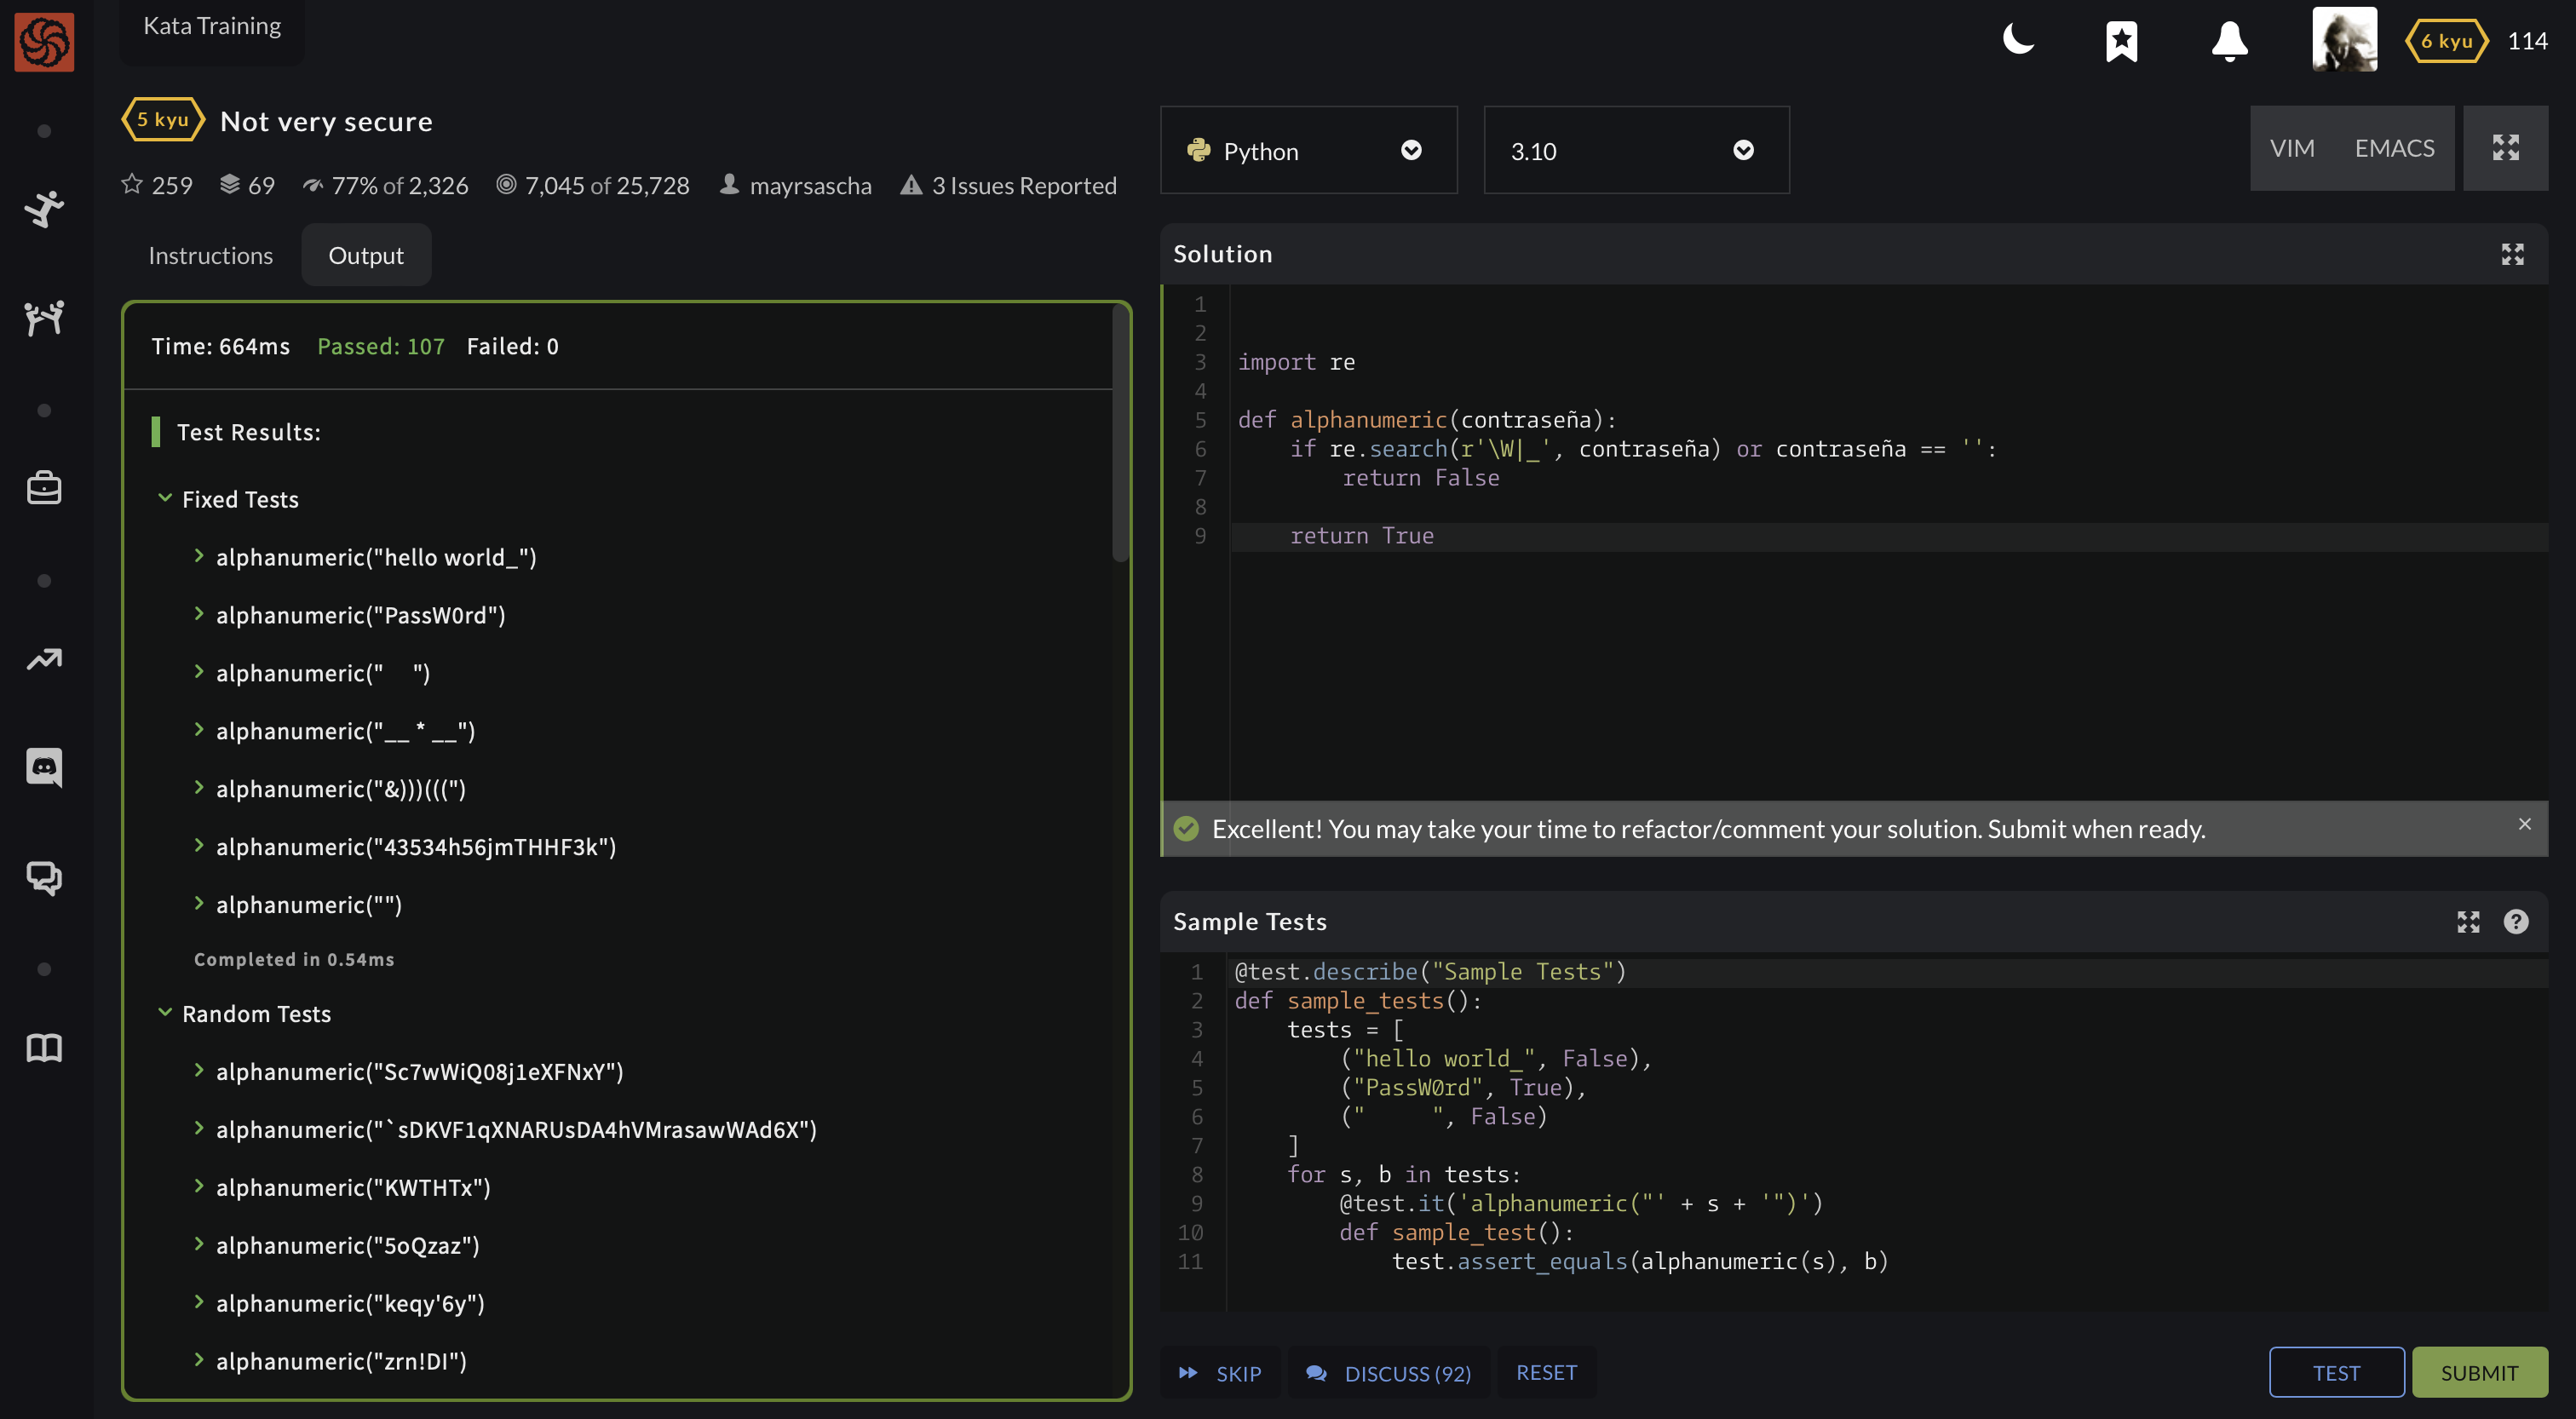 Kata Training
6 kyu 114
5 kyu Not very secure
259 69 77% of 2,326 7,045 of 25,728 mayrsascha 3 Issues Reported
Instructions Output
Time: 664ms Passed: 107 Failed: 0
Test Results:
Fixed Tests
alphanumeric("hello world_")
alphanumeric("PassW0rd")
alphanumeric("     ")
alphanumeric("__ * __")
alphanumeric("&)))(((")
alphanumeric("43534h56jmTHHF3k")
alphanumeric("")
Completed in 0.54ms
Random Tests
alphanumeric("Sc7wWiQ08j1eXFNxY")
alphanumeric("`sDKVF1qXNARUsDA4hVMrasawWAd6X")
alphanumeric("KWTHTx")
alphanumeric("5oQzaz")
alphanumeric("keqy'6y")
alphanumeric("zrn!DI")
Python 3.10 VIM EMACS
Solution
1
2
3 import re
4
5 def alphanumeric(contraseña):
6     if re.search(r'\W|_', contraseña) or contraseña == '':
7         return False
8
9     return True
Excellent! You may take your time to refactor/comment your solution. Submit when ready. ×
Sample Tests
1 @test.describe("Sample Tests")
2 def sample_tests():
3     tests = [
4         ("hello world_", False),
5         ("PassW0rd", True),
6         ("     ", False)
7     ]
8     for s, b in tests:
9         @test.it('alphanumeric("' + s + '")')
10         def sample_test():
11             test.assert_equals(alphanumeric(s), b)
SKIP DISCUSS (92) RESET TEST SUBMIT